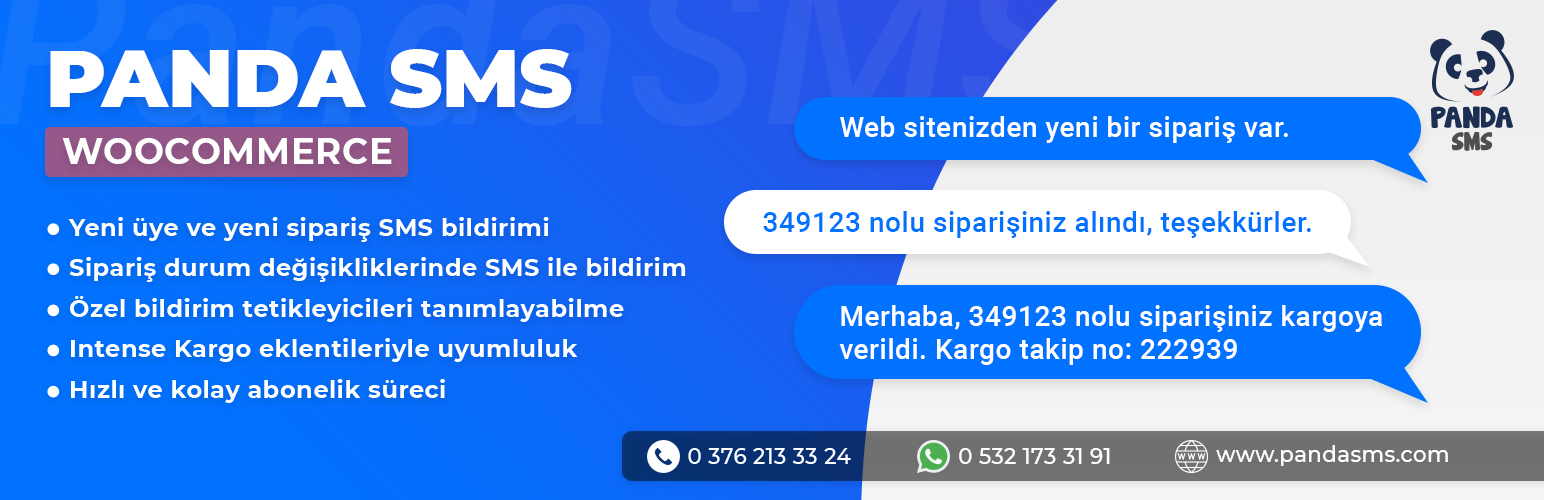 PandaSMS
PANDA SMS
WOOCOMMERCE
● Yeni üye ve yeni sipariş SMS bildirimi
● Sipariş durum değişikliklerinde SMS ile bildirim
● Özel bildirim tetikleyicileri tanımlayabilme
● Intense Kargo eklentileriyle uyumluluk
● Hızlı ve kolay abonelik süreci
Web sitenizden yeni bir sipariş var.
349123 nolu siparişiniz alındı, teşekkürler.
Merhaba, 349123 nolu siparişiniz kargoya
verildi. Kargo takip no: 222939
PANDA
SMS
0 376 213 33 24
0 532 173 31 91
WWW
www.pandasms.com